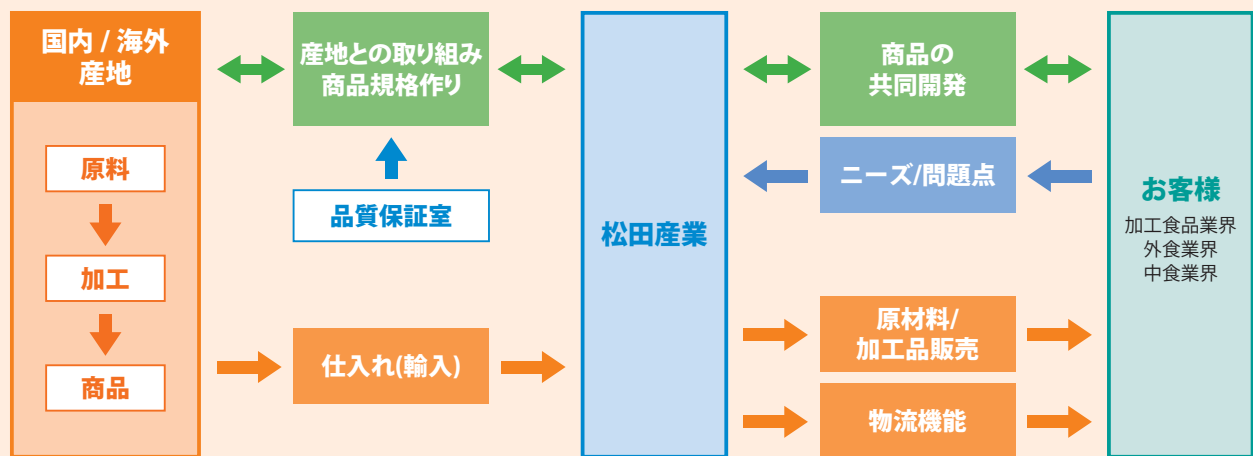 国内 / 海外
産地
原料
加工
商品
産地との取り組み
商品規格作り
品質保証室
仕入れ(輸入)
松田産業
商品の
共同開発
ニーズ/問題点
原材料/
加工品販売
物流機能
お客様
加工食品業界
外食業界
中食業界